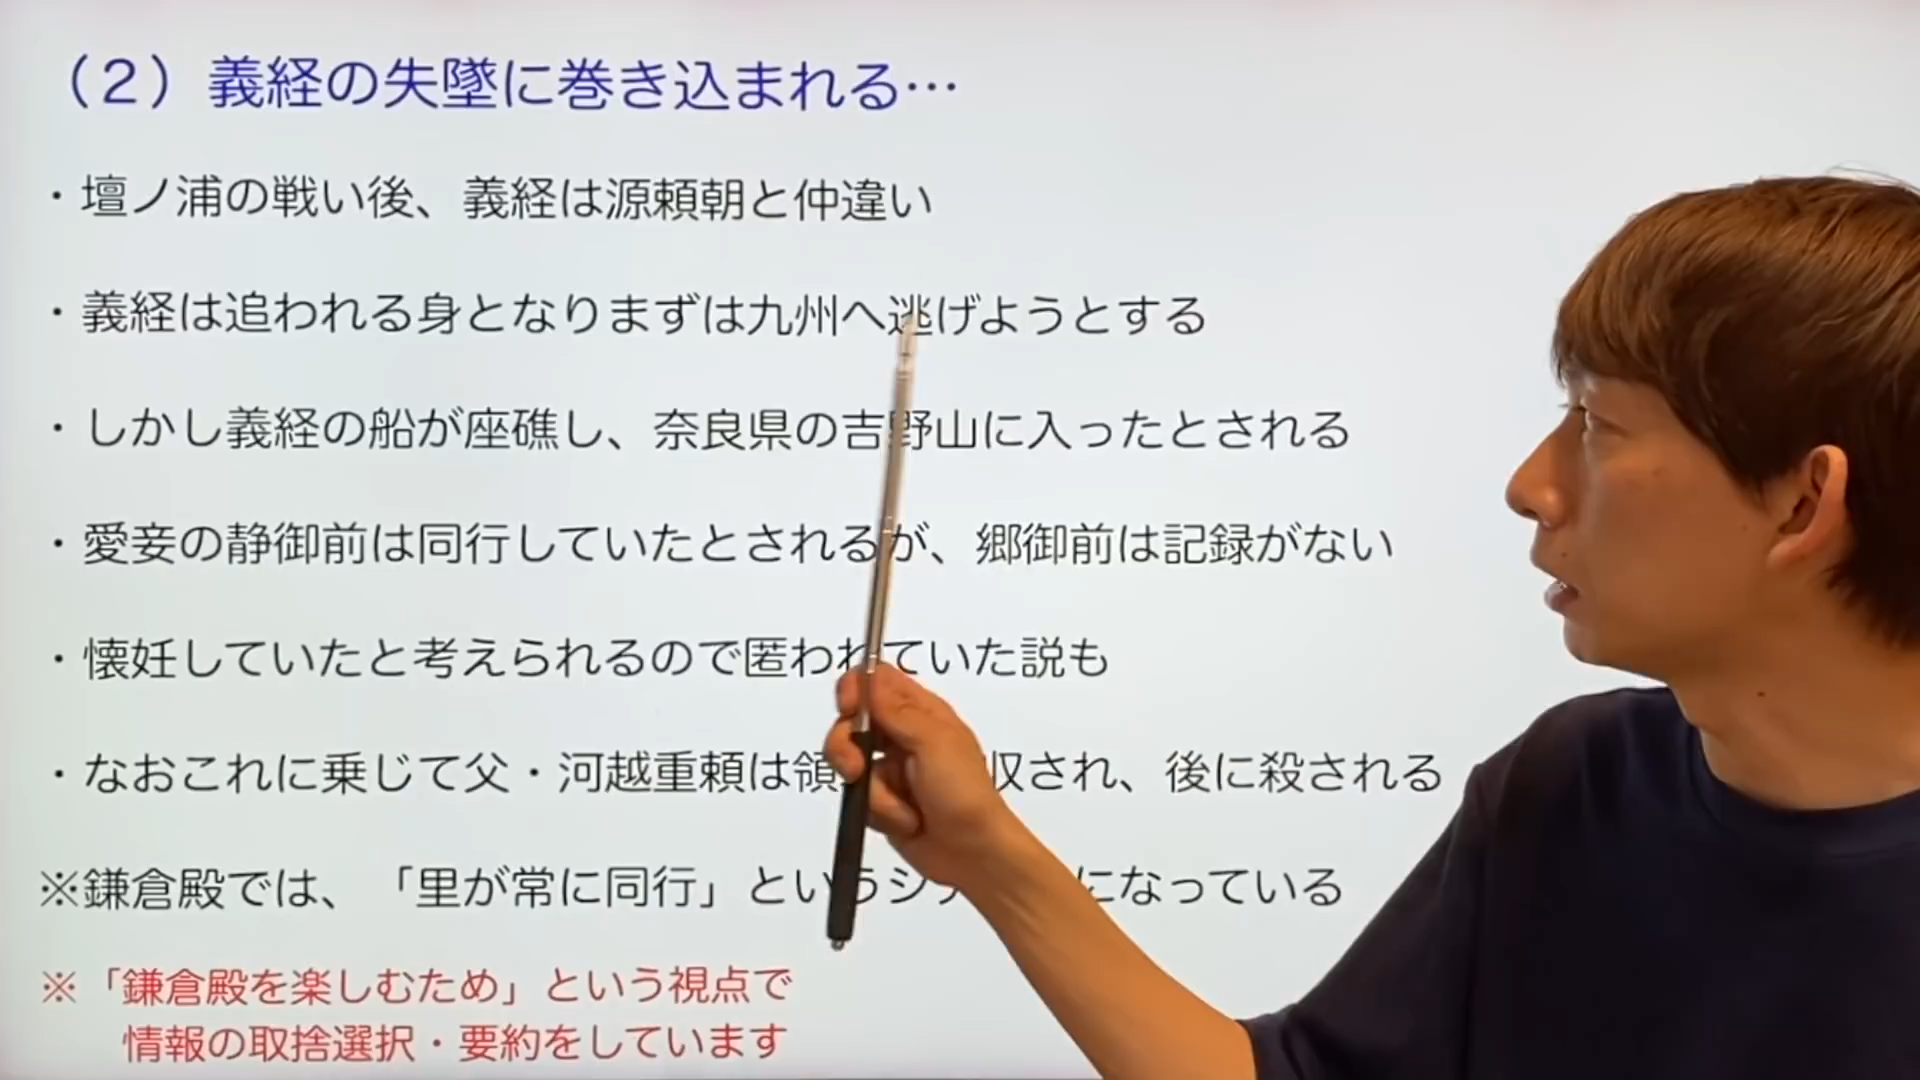 （２）義経の失墜に巻き込まれる…
・壇ノ浦の戦い後、義経は源頼朝と仲違い
・義経は追われる身となりまずは九州へ逃げようとする
・しかし義経の船が座礁し、奈良県の吉野山に入ったとされる
・愛妾の静御前は同行していたとされるが、郷御前は記録がない
・懐妊していたと考えられるので匿われていた説も
・なおこれに乗じて父・河越重頼は領 収され、後に殺される
※鎌倉殿では、「里が常に同行」というシナ になっている
※「鎌倉殿を楽しむため」という視点で
情報の取捨選択・要約をしています